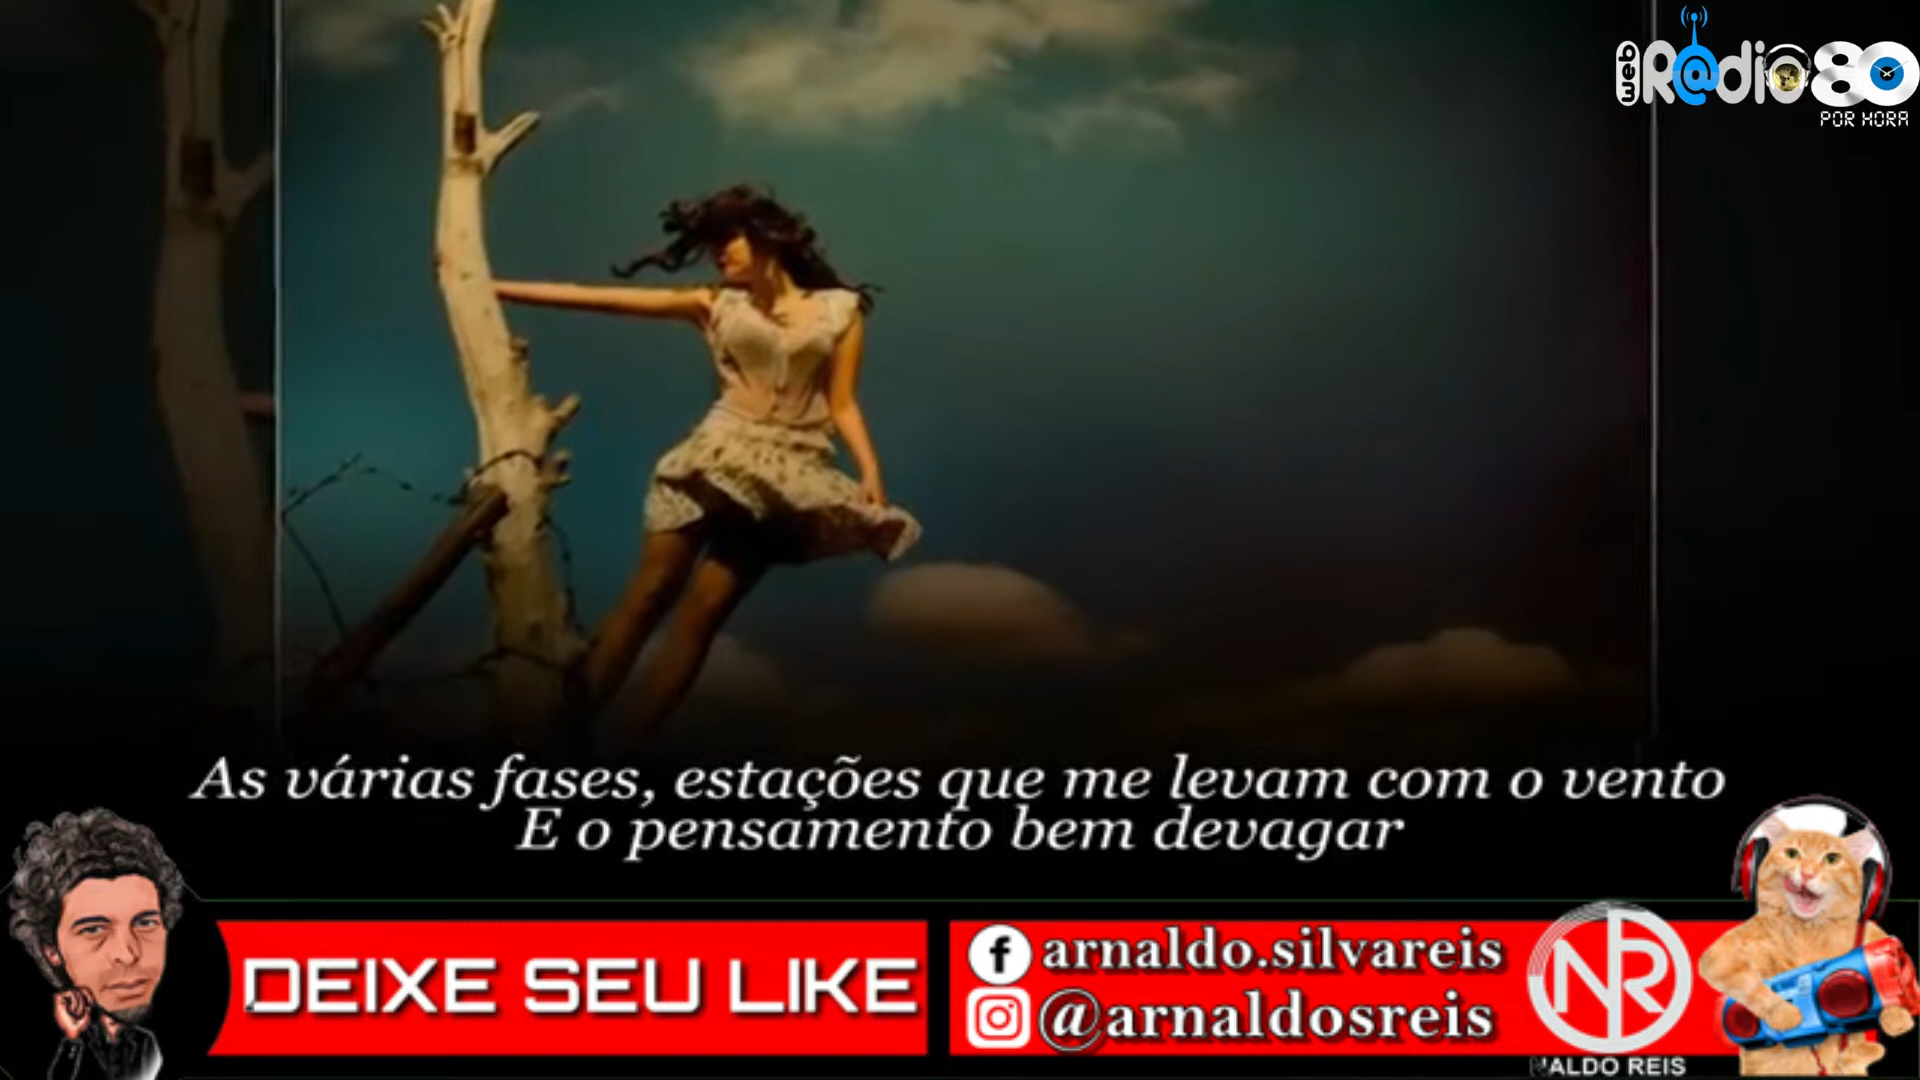 web R@dio 80
POR HORA
As várias fases, estações que me levam com o vento
E o pensamento bem devagar
DEIXE SEU LIKE
arnaldo.silvareis
@arnaldosreis
NR
NALDO REIS